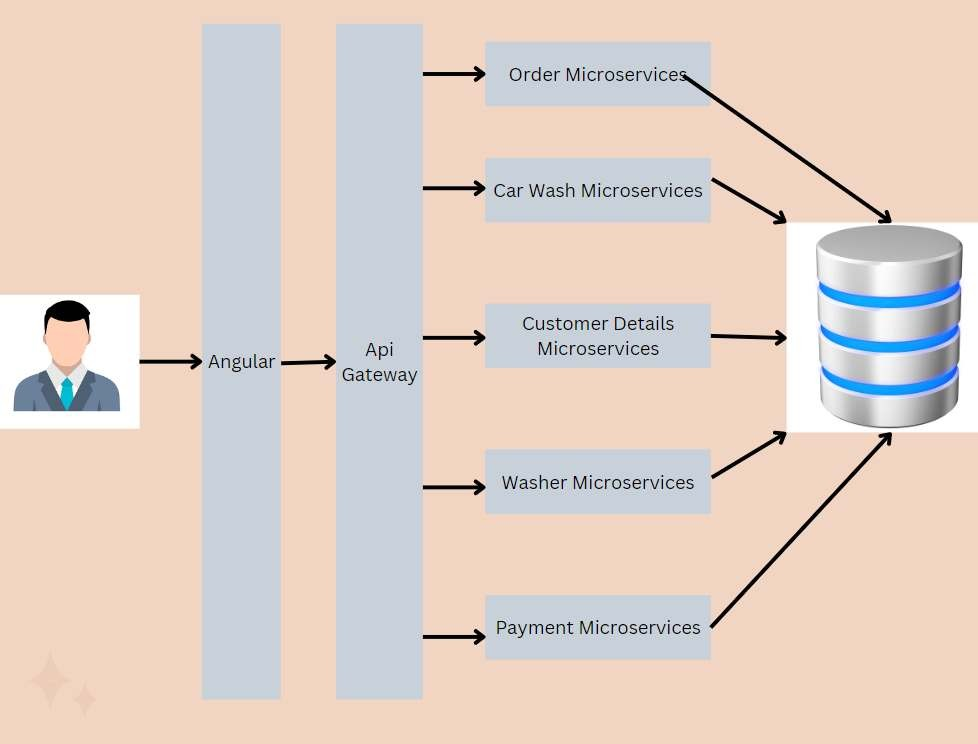 Order Microservices
Car Wash Microservices
Customer Details
Microservices
Angular
Api
Gateway
Washer Microservices
Payment Microservices